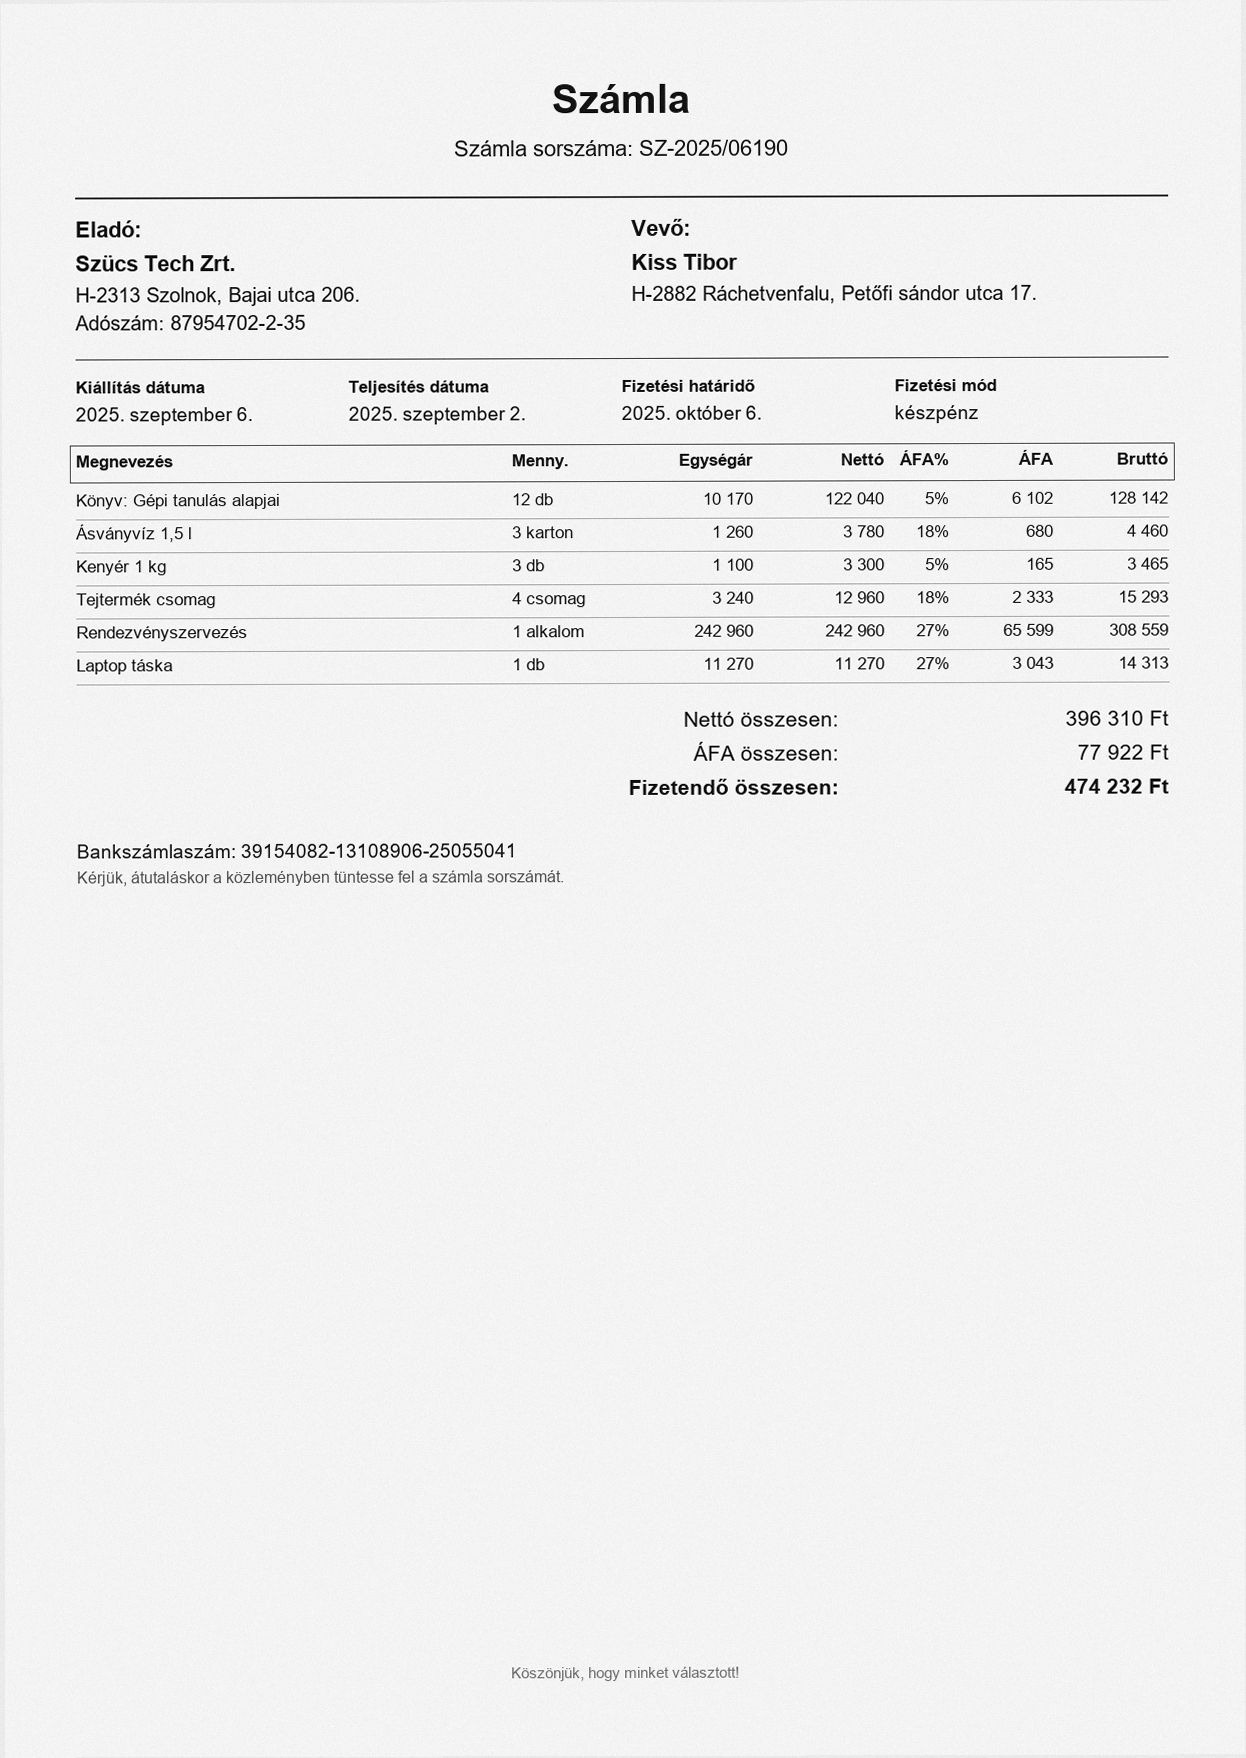 Számla
Számla sorszáma: SZ-2025/06190
Eladó:
Szücs Tech Zrt.
H-2313 Szolnok, Bajai utca 206.
Adószám: 87954702-2-35
Vevő:
Kiss Tibor
H-2882 Ráchetvenfalu, Petőfi sándor utca 17.
Kiállítás dátuma Teljesítés dátuma Fizetési határidő Fizetési mód
2025. szeptember 6. 2025. szeptember 2. 2025. október 6. készpénz
Megnevezés Menny. Egységár Nettó ÁFA% ÁFA Bruttó
Könyv: Gépi tanulás alapjai 12 db 10 170 122 040 5% 6 102 128 142
Ásványvíz 1,5 l 3 karton 1 260 3 780 18% 680 4 460
Kenyér 1 kg 3 db 1 100 3 300 5% 165 3 465
Tejtermék csomag 4 csomag 3 240 12 960 18% 2 333 15 293
Rendezvényszervezés 1 alkalom 242 960 242 960 27% 65 599 308 559
Laptop táska 1 db 11 270 11 270 27% 3 043 14 313
Nettó összesen: 396 310 Ft
ÁFA összesen: 77 922 Ft
Fizetendő összesen: 474 232 Ft
Bankszámlaszám: 39154082-13108906-25055041
Kérjük, átutaláskor a közleményben tüntesse fel a számla sorszámát.
Köszönjük, hogy minket választott!